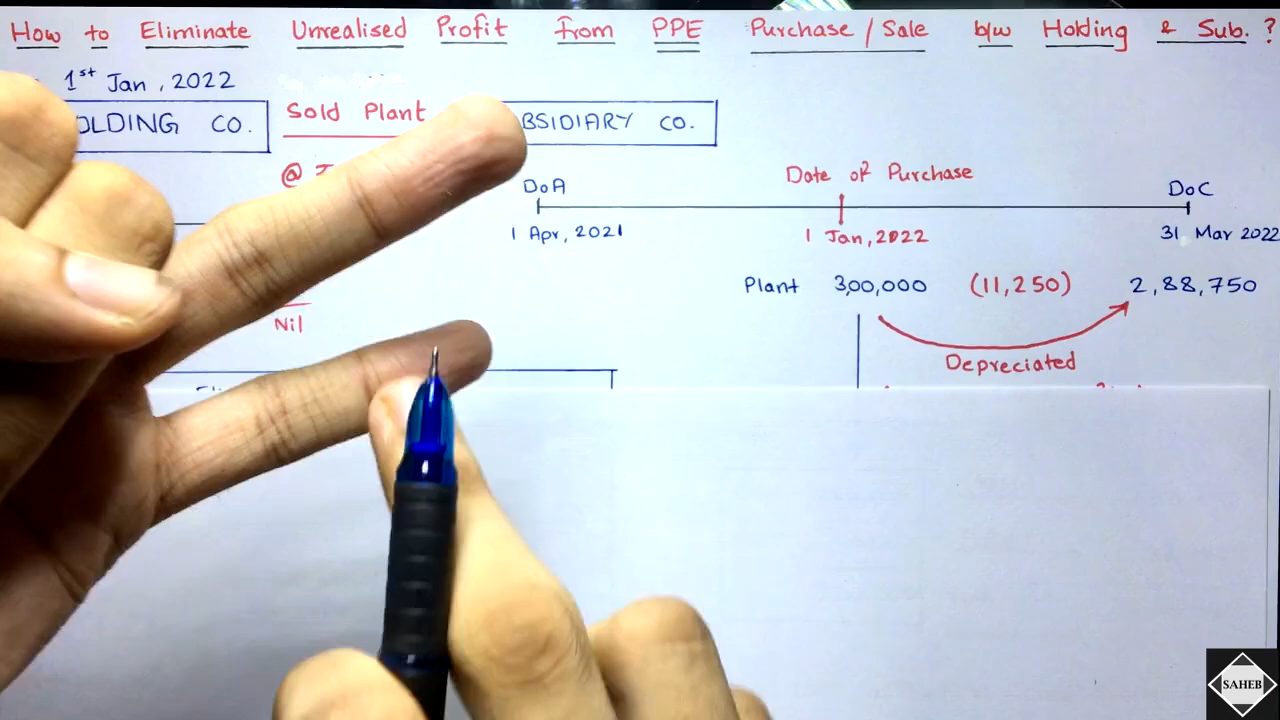 How to Eliminate Unrealised Profit from PPE Purchase / Sale b/w Holding & Sub. ?
1st Jan, 2022
OLDING CO. Sold Plant BSIDIARY CO.
@
Date of Purchase
DoA DoC
1 Apr, 2021 1 Jan, 2022 31 Mar 2022
Plant 3,00,000 (11,250) 2,88,750
Nil
Depreciated
SAHEB